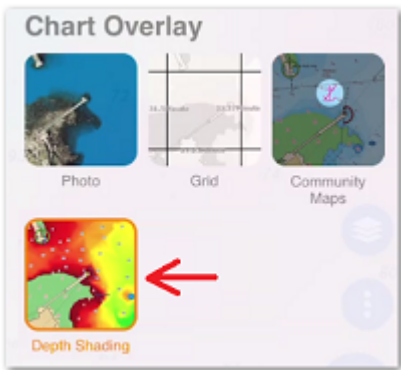 Chart Overlay
Photo
Grid
Community
Maps
Depth Shading